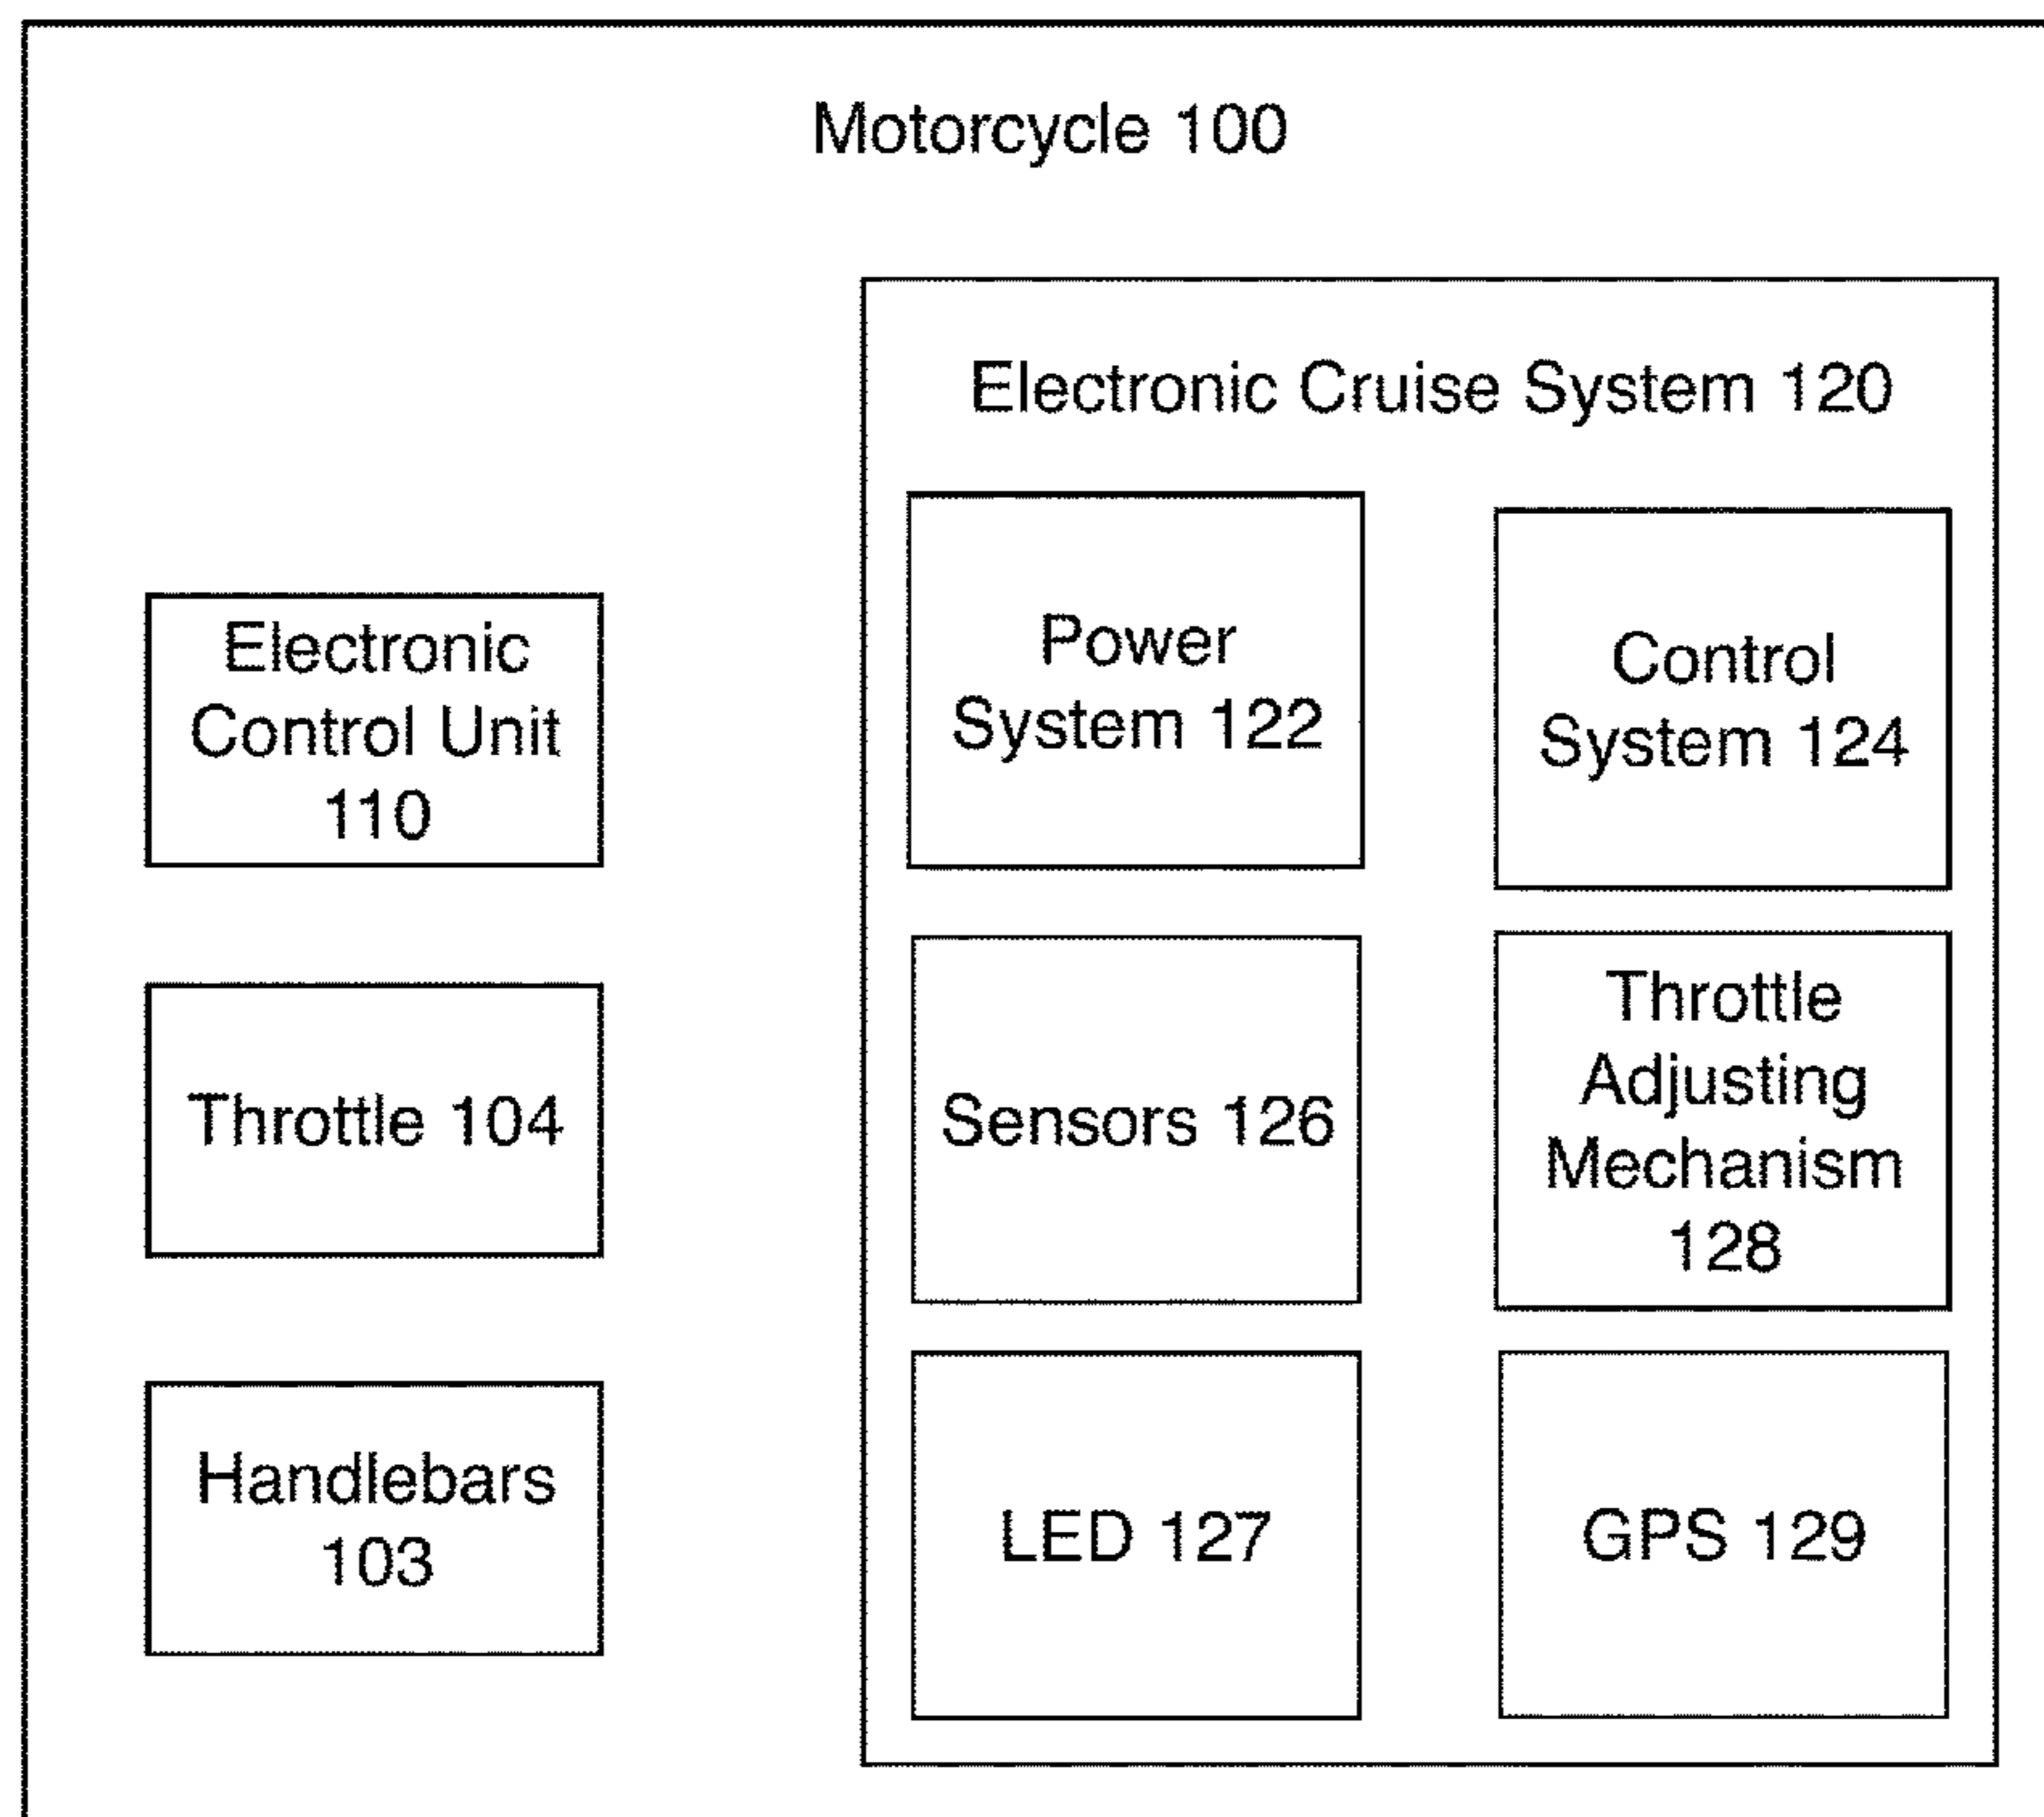 Motorcycle 100
Electronic Cruise System 120
Electronic
Control Unit
110
Throttle 104
Handlebars
103
Power
System 122
Control
System 124
Sensors 126
Throttle
Adjusting
Mechanism
128
LED 127
GPS 129